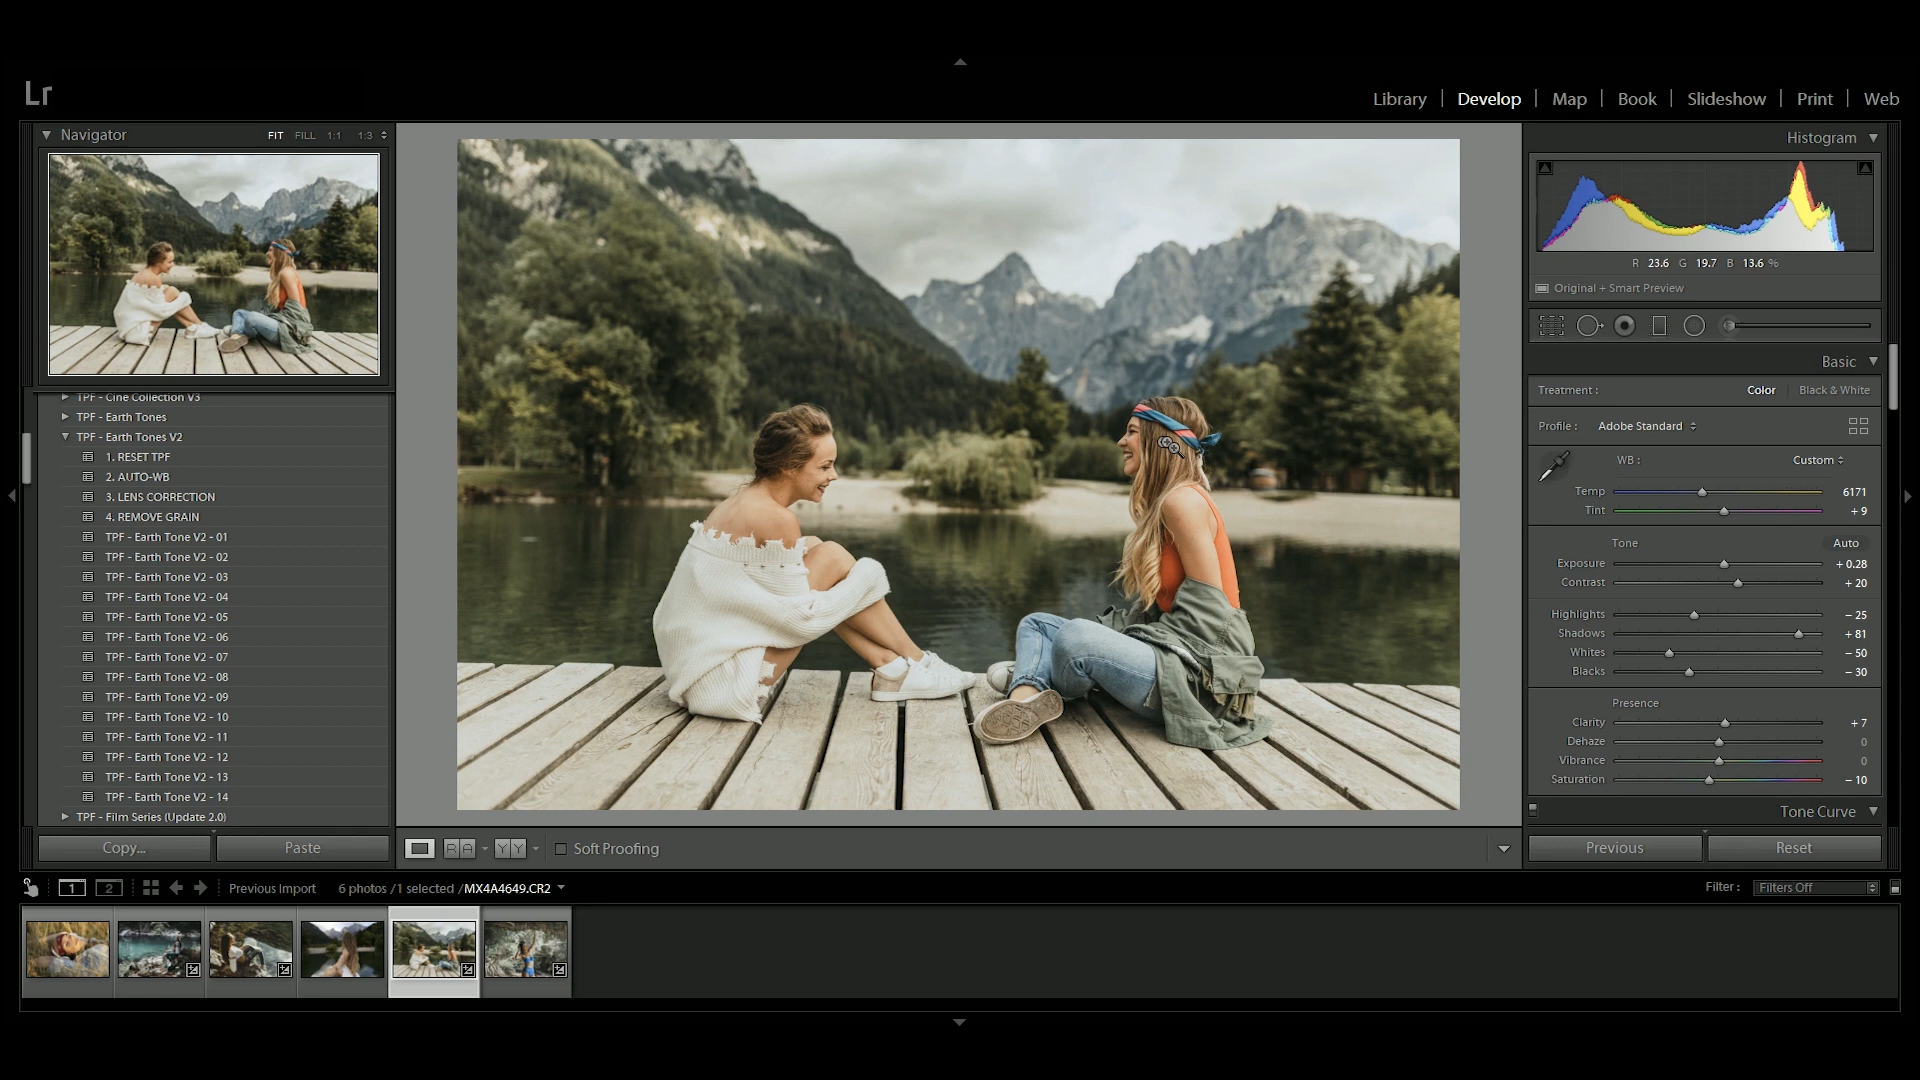 Lr
Library | Develop | Map | Book | Slideshow | Print | Web
Navigator FIT FILL 1:1 1:3
TPF - Cine Collection V3
TPF - Earth Tones
TPF - Earth Tones V2
1. RESET TPF
2. AUTO-WB
3. LENS CORRECTION
4. REMOVE GRAIN
TPF - Earth Tone V2 - 01
TPF - Earth Tone V2 - 02
TPF - Earth Tone V2 - 03
TPF - Earth Tone V2 - 04
TPF - Earth Tone V2 - 05
TPF - Earth Tone V2 - 06
TPF - Earth Tone V2 - 07
TPF - Earth Tone V2 - 08
TPF - Earth Tone V2 - 09
TPF - Earth Tone V2 - 10
TPF - Earth Tone V2 - 11
TPF - Earth Tone V2 - 12
TPF - Earth Tone V2 - 13
TPF - Earth Tone V2 - 14
TPF - Film Series (Update 2.0)
Copy... Paste
R A Y Y Soft Proofing
Histogram
R 23.6 G 19.7 B 13.6 %
Original + Smart Preview
Basic
Treatment : Color | Black & White
Profile : Adobe Standard
WB : Custom
Temp 6171
Tint + 9
Tone Auto
Exposure + 0.28
Contrast + 20
Highlights − 25
Shadows + 81
Whites − 50
Blacks − 30
Presence
Clarity + 7
Dehaze 0
Vibrance 0
Saturation − 10
Tone Curve
Previous Reset
1 2 Previous Import 6 photos /1 selected /MX4A4649.CR2 Filter : Filters Off